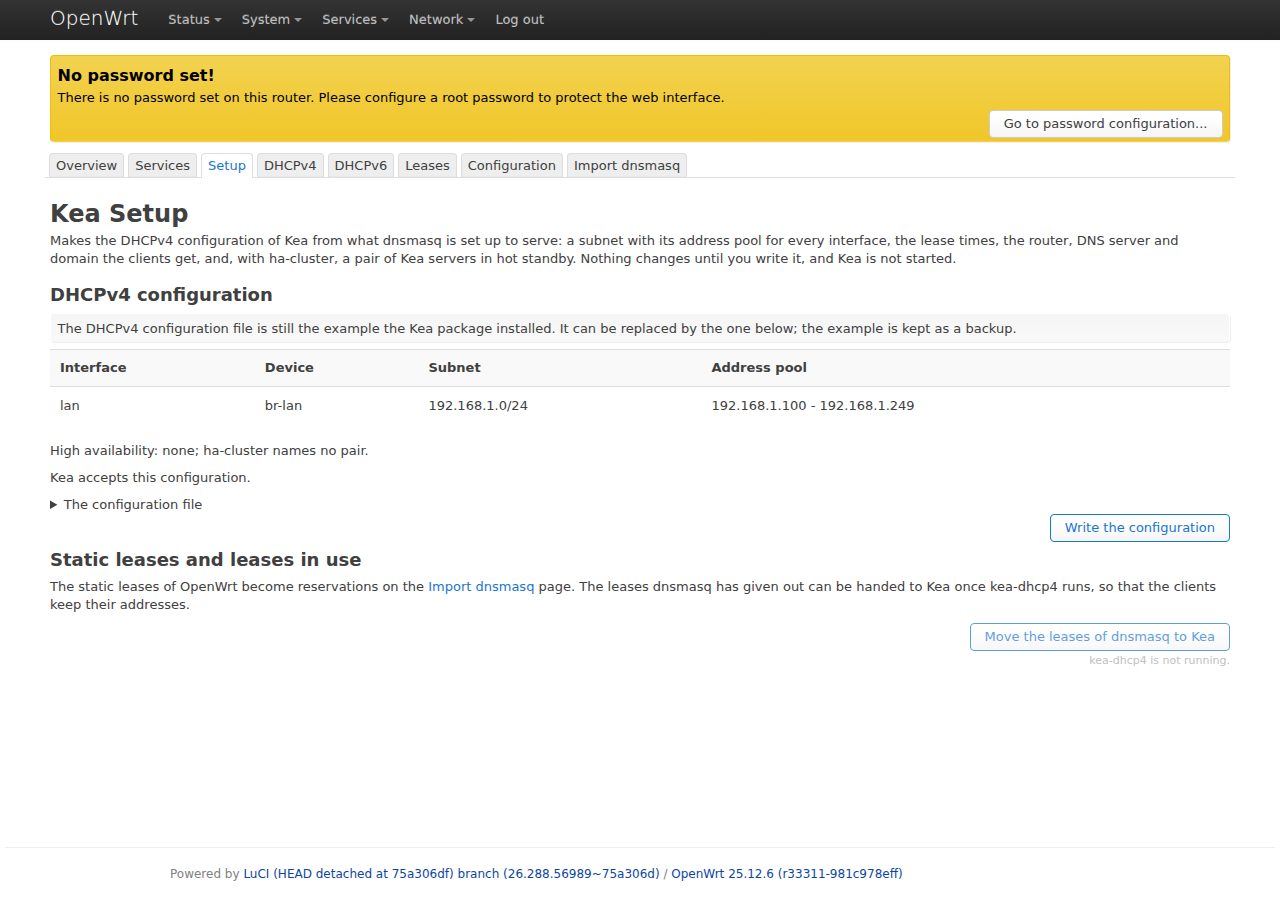 OpenWrt Status System Services Network Log out
No password set!
There is no password set on this router. Please configure a root password to protect the web interface.
Go to password configuration...
Overview Services Setup DHCPv4 DHCPv6 Leases Configuration Import dnsmasq
Kea Setup
Makes the DHCPv4 configuration of Kea from what dnsmasq is set up to serve: a subnet with its address pool for every interface, the lease times, the router, DNS server and
domain the clients get, and, with ha-cluster, a pair of Kea servers in hot standby. Nothing changes until you write it, and Kea is not started.
DHCPv4 configuration
The DHCPv4 configuration file is still the example the Kea package installed. It can be replaced by the one below; the example is kept as a backup.
Interface Device Subnet Address pool
lan br-lan 192.168.1.0/24 192.168.1.100 - 192.168.1.249
High availability: none; ha-cluster names no pair.
Kea accepts this configuration.
The configuration file
Write the configuration
Static leases and leases in use
The static leases of OpenWrt become reservations on the Import dnsmasq page. The leases dnsmasq has given out can be handed to Kea once kea-dhcp4 runs, so that the clients
keep their addresses.
Move the leases of dnsmasq to Kea
kea-dhcp4 is not running.
Powered by LuCI (HEAD detached at 75a306df) branch (26.288.56989~75a306d) / OpenWrt 25.12.6 (r33311-981c978eff)